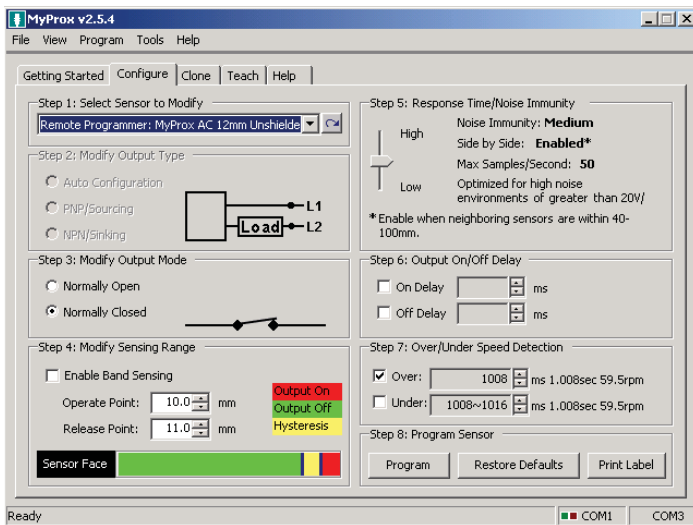 MyProx v2.5.4
File View Program Tools Help
Getting Started Configure Clone Teach Help
Step 1: Select Sensor to Modify
Remote Programmer: MyProx AC 12mm Unshielde
Step 2: Modify Output Type
Auto Configuration
PNP/Sourcing
NPN/Sinking
L1
Load L2
Step 3: Modify Output Mode
Normally Open
Normally Closed
Step 4: Modify Sensing Range
Enable Band Sensing
Operate Point: 10.0 mm
Release Point: 11.0 mm
Output On
Output Off
Hysteresis
Sensor Face
Step 5: Response Time/Noise Immunity
High
Low
Noise Immunity: Medium
Side by Side: Enabled*
Max Samples/Second: 50
Optimized for high noise
environments of greater than 20V/
* Enable when neighboring sensors are within 40-
100mm.
Step 6: Output On/Off Delay
On Delay ms
Off Delay ms
Step 7: Over/Under Speed Detection
Over: 1008 ms 1.008sec 59.5rpm
Under: 1008~1016 ms 1.008sec 59.5rpm
Step 8: Program Sensor
Program Restore Defaults Print Label
Ready COM1 COM3